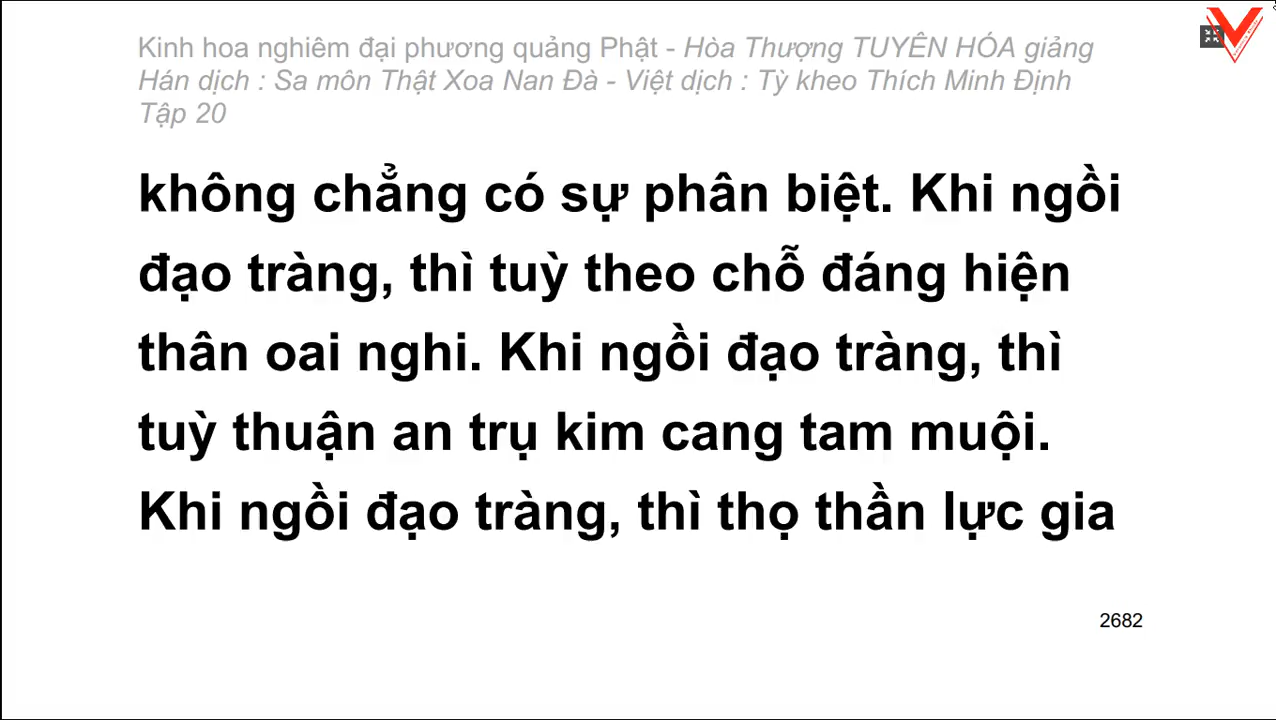 Kinh hoa nghiêm đại phương quảng Phật - Hòa Thượng TUYÊN HÓA giảng
Hán dịch : Sa môn Thật Xoa Nan Đà - Việt dịch : Tỳ kheo Thích Minh Định
Tập 20
không chẳng có sự phân biệt. Khi ngồi
đạo tràng, thì tuỳ theo chỗ đáng hiện
thân oai nghi. Khi ngồi đạo tràng, thì
tuỳ thuận an trụ kim cang tam muội.
Khi ngồi đạo tràng, thì thọ thần lực gia
2682